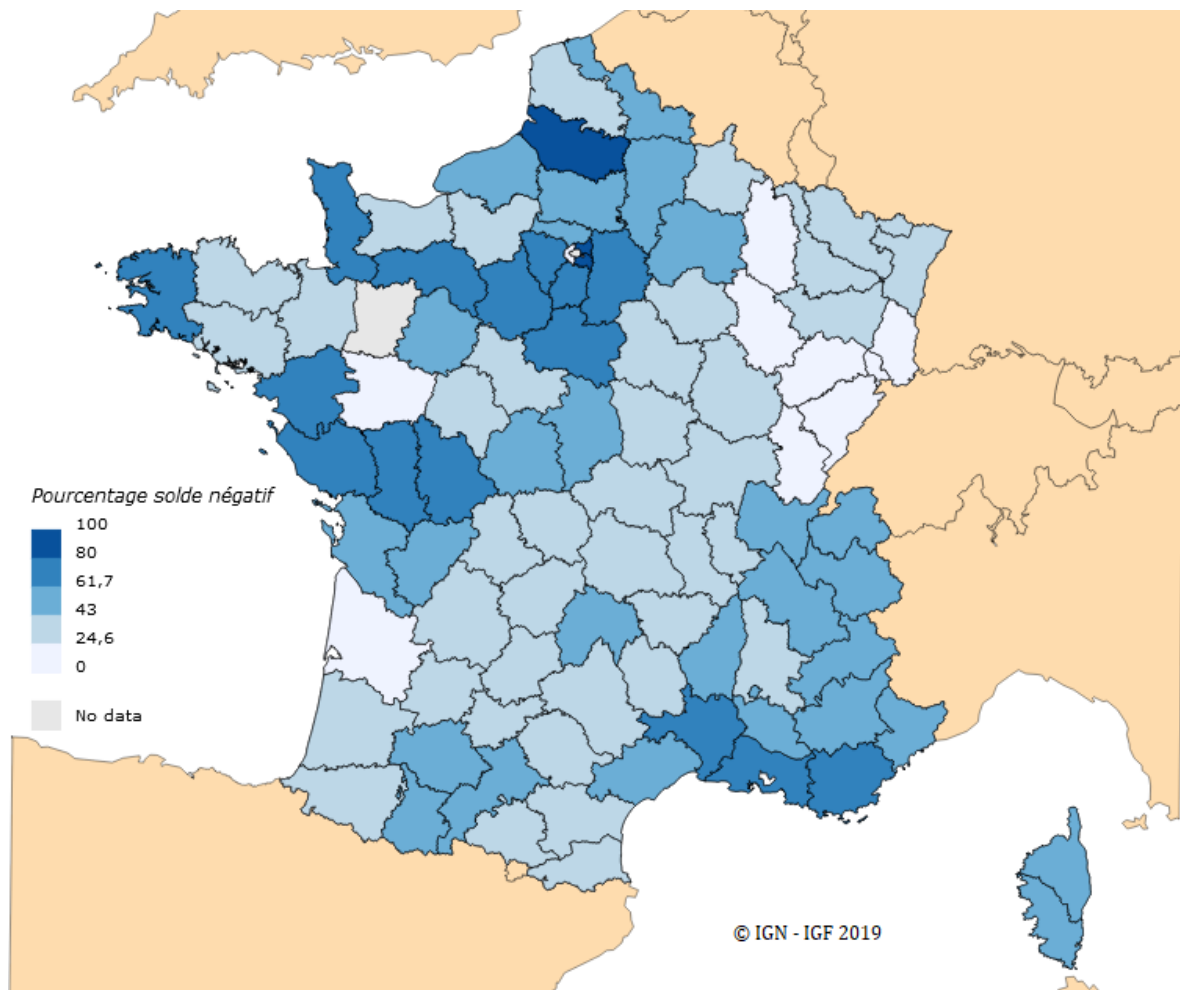 Pourcentage solde négatif
100
80
61,7
43
24,6
0
No data
© IGN - IGF 2019